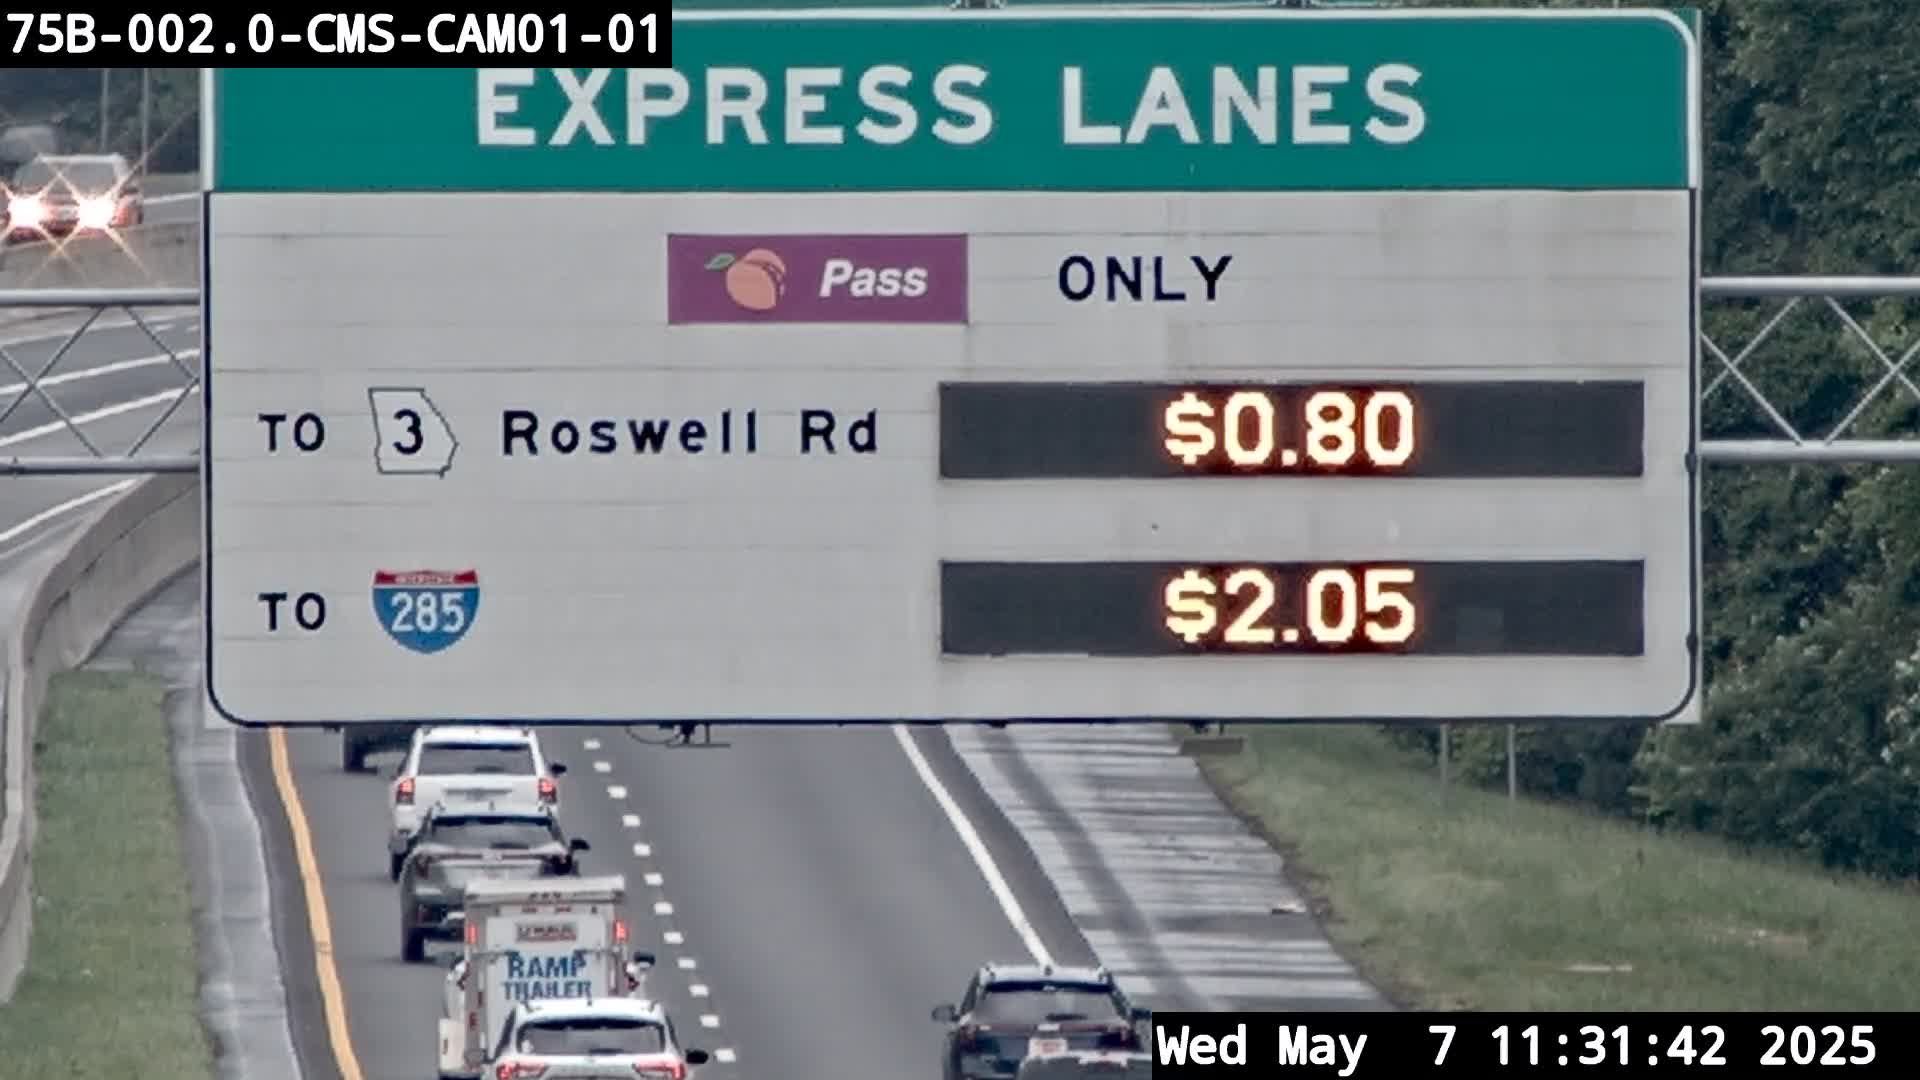 75B-002.0-CMS-CAM01-01
EXPRESS LANES
Pass ONLY
TO 3 Roswell Rd $0.80
TO 285 $2.05
RAMP
TRAILER
Wed May 7 11:31:42 2025